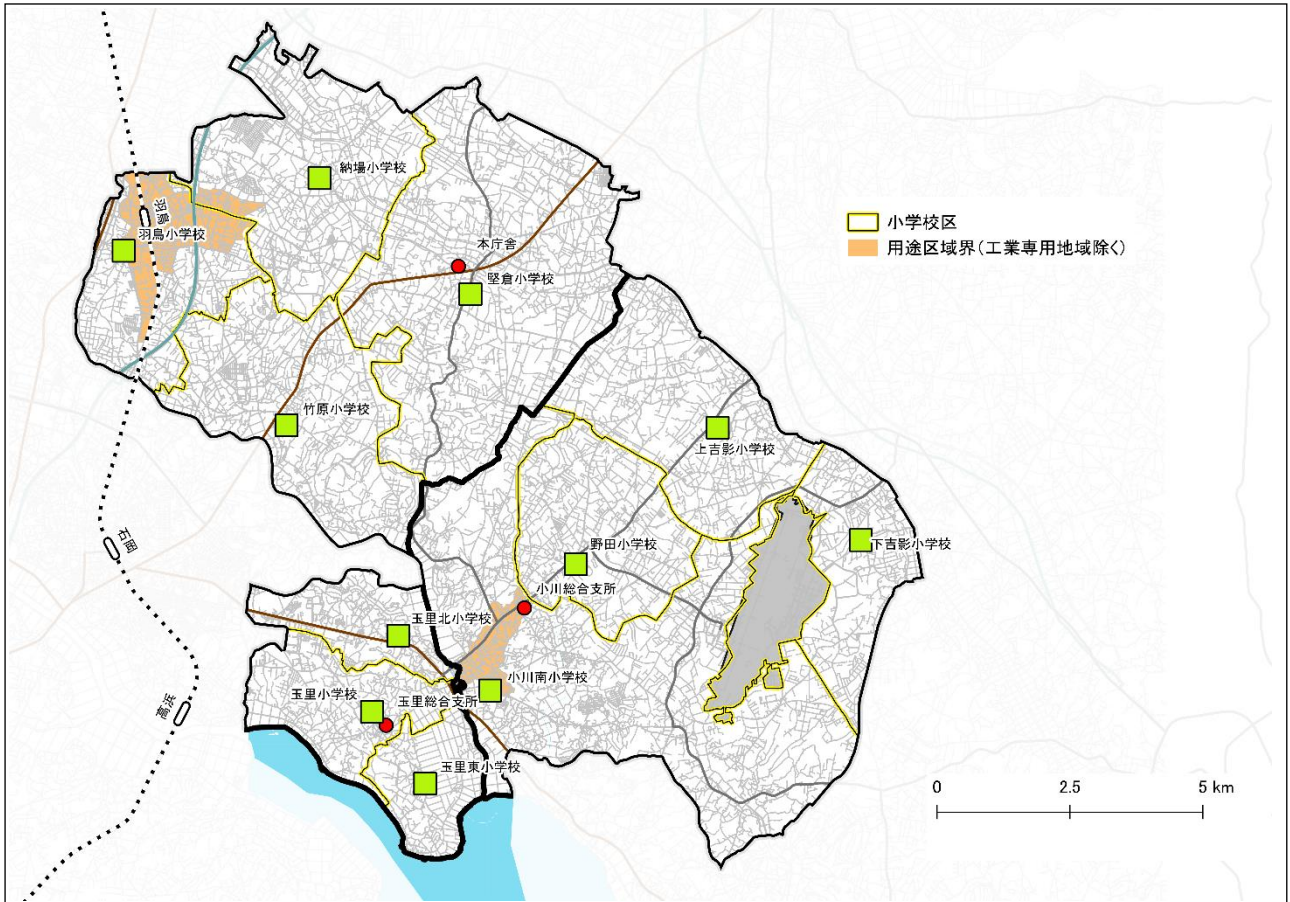 納場小学校
羽鳥
羽鳥小学校
小学校区
用途区域界（工業専用地域除く）
本庁舎
堅倉小学校
竹原小学校
上吉影小学校
石岡
野田小学校
下吉影小学校
小川総合支所
玉里北小学校
小川南小学校
玉里小学校
玉里総合支所
高浜
玉里東小学校
0 2.5 5 km